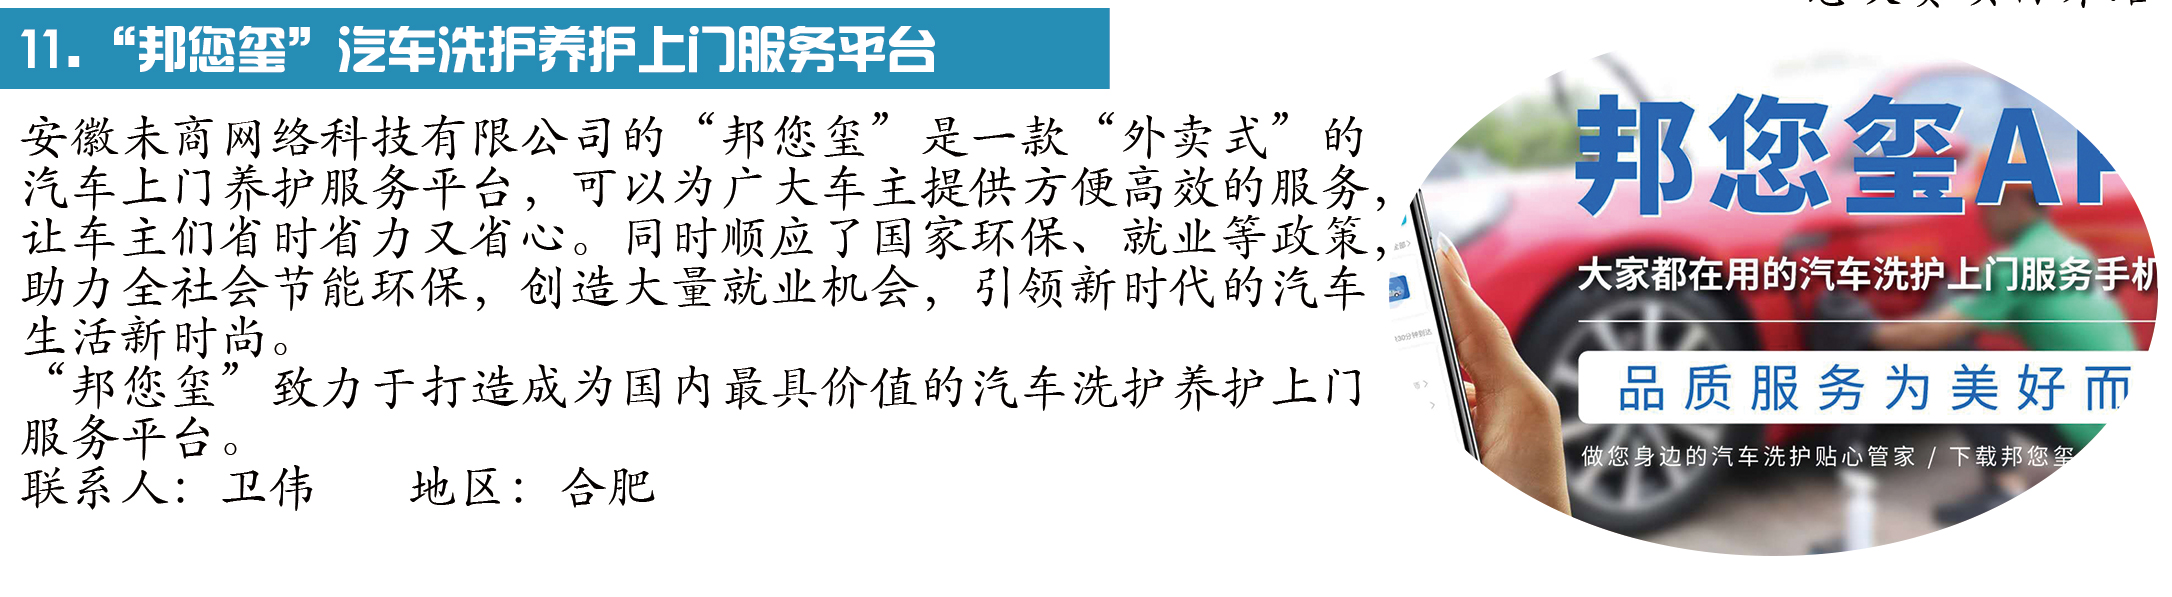 11.“邦您玺”汽车洗护养护上门服务平台
安徽未商网络科技有限公司的“邦您玺”是一款“外卖式”的
汽车上门养护服务平台，可以为广大车主提供方便高效的服务，
让车主们省时省力又省心。同时顺应了国家环保、就业等政策，
助力全社会节能环保，创造大量就业机会，引领新时代的汽车
生活新时尚。
“邦您玺”致力于打造成为国内最具价值的汽车洗护养护上门
服务平台。
联系人：卫伟 地区：合肥
邦您玺AP
大家都在用的汽车洗护上门服务手机
品质服务为美好而
做您身边的汽车洗护贴心管家 / 下载邦您玺
30分钟到达